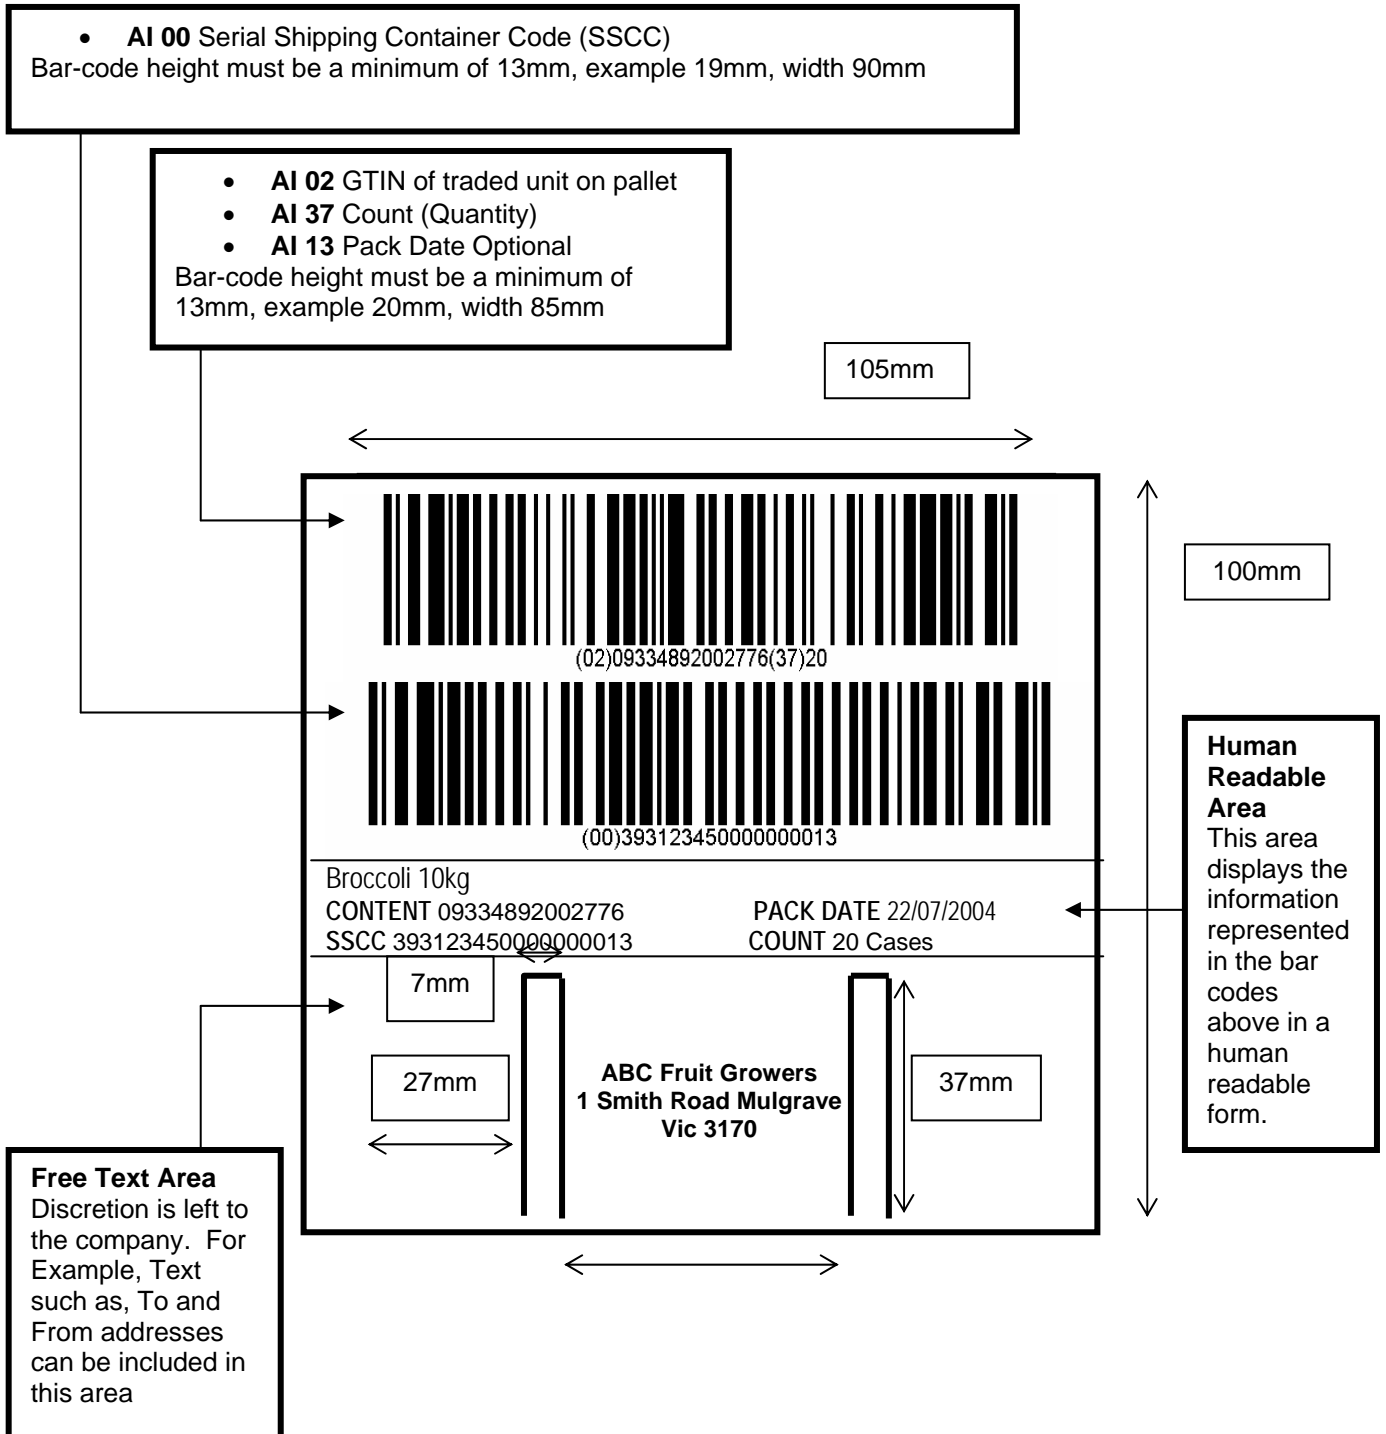 • AI 00 Serial Shipping Container Code (SSCC)
Bar-code height must be a minimum of 13mm, example 19mm, width 90mm
• AI 02 GTIN of traded unit on pallet
• AI 37 Count (Quantity)
• AI 13 Pack Date Optional
Bar-code height must be a minimum of
13mm, example 20mm, width 85mm
105mm
100mm
(02)09334892002776(37)20
(00)393123450000000013
Broccoli 10kg
CONTENT 09334892002776 PACK DATE 22/07/2004
SSCC 393123450000000013 COUNT 20 Cases
Human
Readable
Area
This area
displays the
information
represented
in the bar
codes
above in a
human
readable
form.
7mm
27mm
ABC Fruit Growers
1 Smith Road Mulgrave
Vic 3170
37mm
Free Text Area
Discretion is left to
the company. For
Example, Text
such as, To and
From addresses
can be included in
this area